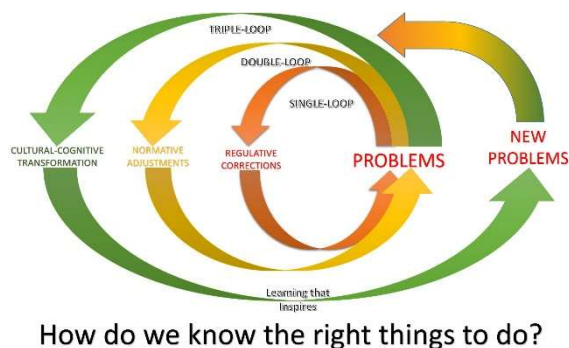 TRIPLE-LOOP
DOUBLE-LOOP
SINGLE-LOOP
CULTURAL-COGNITIVE
TRANSFORMATION
NORMATIVE
ADJUSTMENTS
REGULATIVE
CORRECTIONS
PROBLEMS
NEW
PROBLEMS
Learning that
Inspires
How do we know the right things to do?